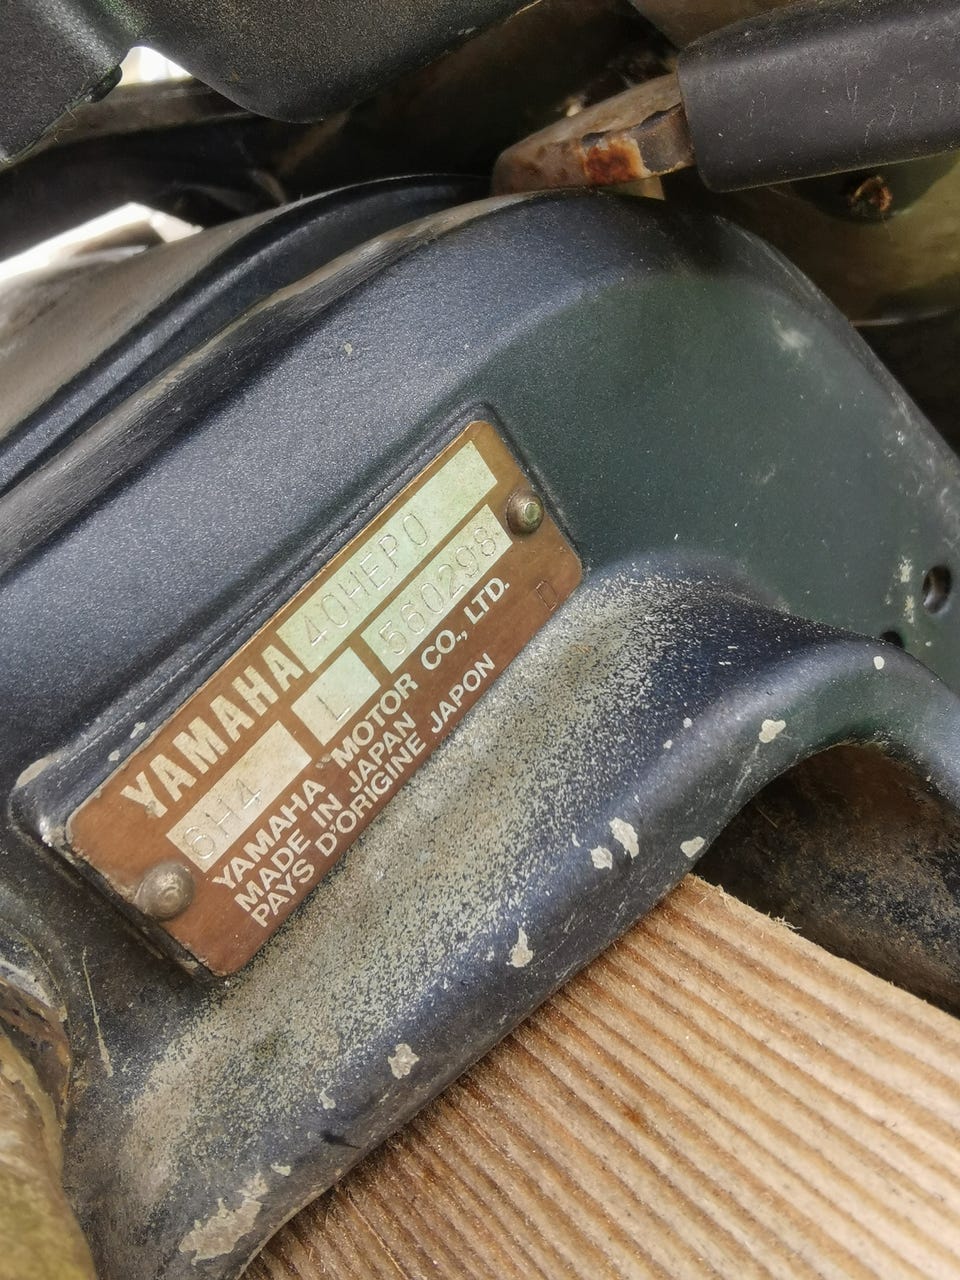 YAMAHA 40HEPO
6H4 L 560298
YAMAHA MOTOR CO., LTD.
MADE IN JAPAN
PAYS D'ORIGINE JAPON
D